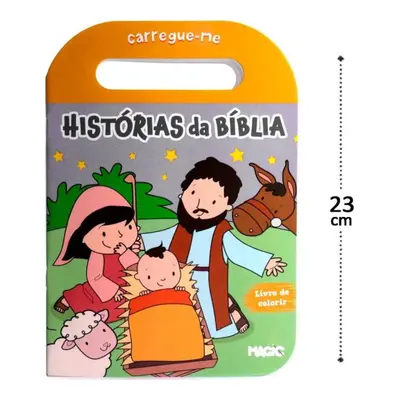 carregue-me
HISTÓRIAS da BÍBLIA
23
cm
Livro de
colorir
MAGIC